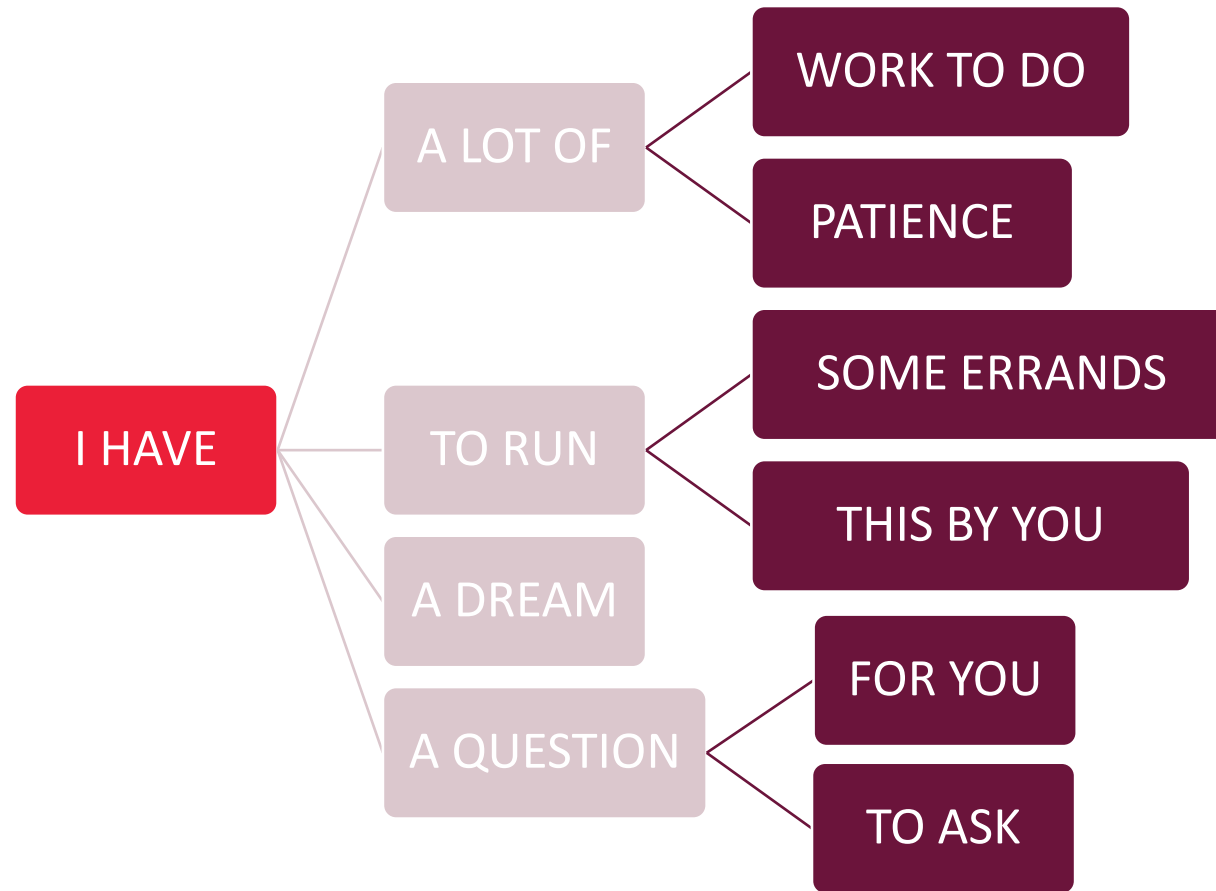 I HAVE
A LOT OF
WORK TO DO
PATIENCE
TO RUN
SOME ERRANDS
THIS BY YOU
A DREAM
A QUESTION
FOR YOU
TO ASK